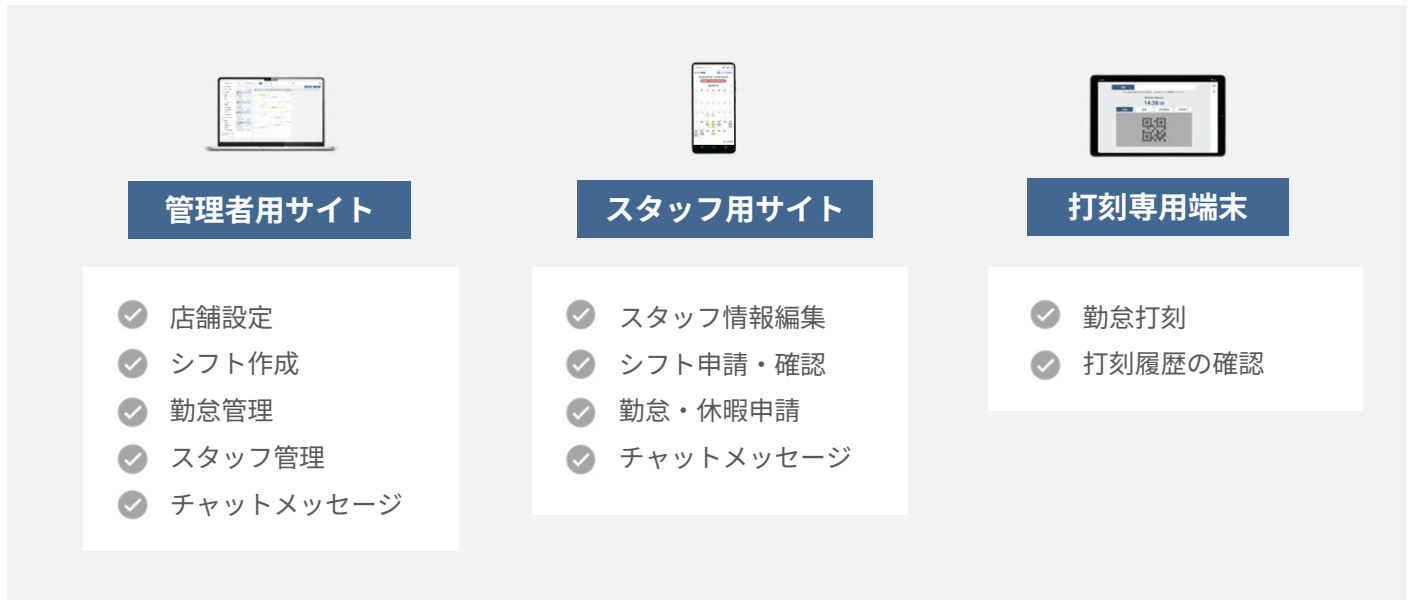 管理者用サイト
店舗設定
シフト作成
勤怠管理
スタッフ管理
チャットメッセージ
スタッフ用サイト
スタッフ情報編集
シフト申請・確認
勤怠・休暇申請
チャットメッセージ
14:38
打刻専用端末
勤怠打刻
打刻履歴の確認